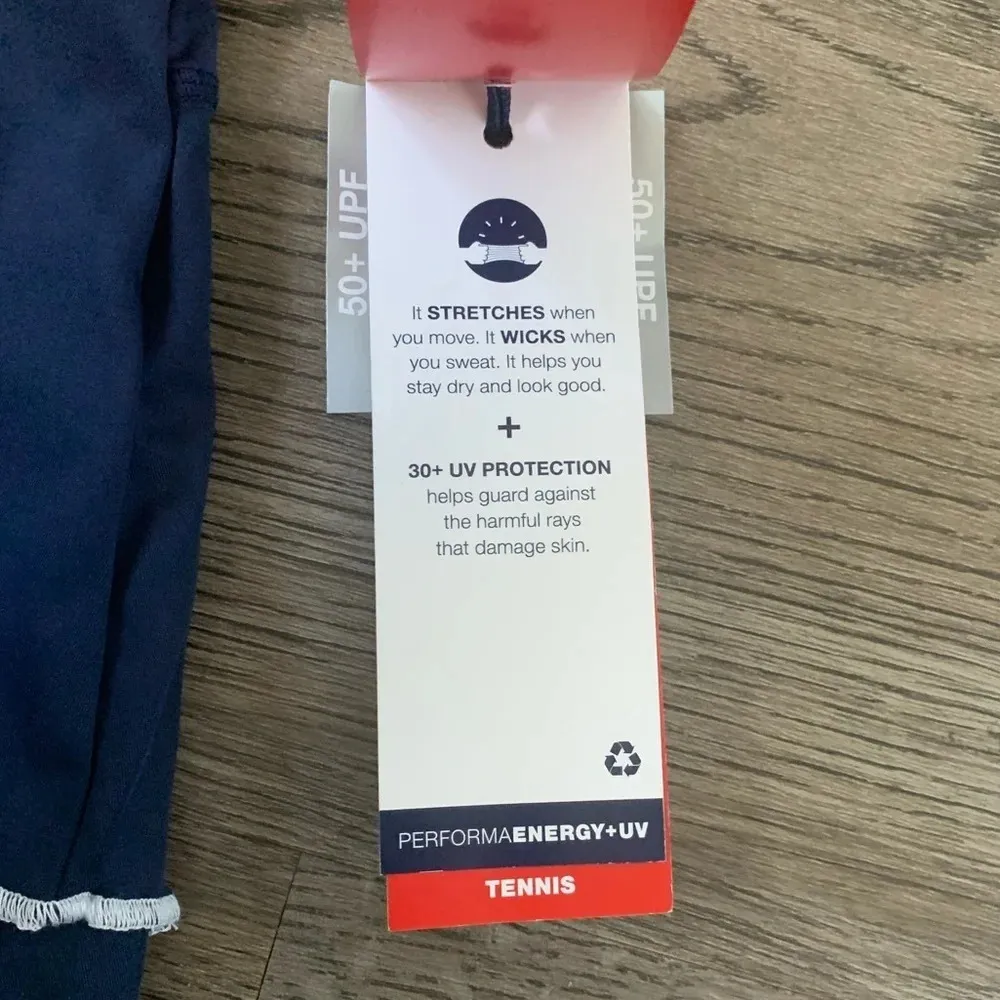 50+ UPF
50+ UPF
It STRETCHES when
you move. It WICKS when
you sweat. It helps you
stay dry and look good.
+
30+ UV PROTECTION
helps guard against
the harmful rays
that damage skin.
PERFORMAENERGY+UV
TENNIS